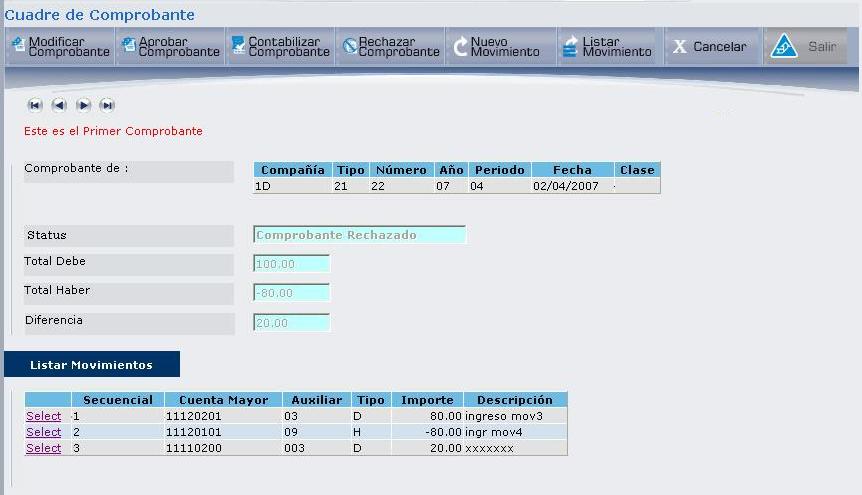 Cuadre de Comprobante
Modificar Comprobante Aprobar Comprobante Contabilizar Comprobante Rechazar Comprobante Nuevo Movimiento Listar Movimiento X Cancelar Salir
Este es el Primer Comprobante
Comprobante de : Compañía Tipo Número Año Periodo Fecha Clase
1D 21 22 07 04 02/04/2007 -
Status Comprobante Rechazado
Total Debe 100.00
Total Haber -80.00
Diferencia 20.00
Listar Movimientos
Secuencial Cuenta Mayor Auxiliar Tipo Importe Descripción
Select 1 11120201 03 D 80.00 ingreso mov3
Select 2 11120101 09 H -80.00 ingr mov4
Select 3 11110200 003 D 20.00 xxxxxxx